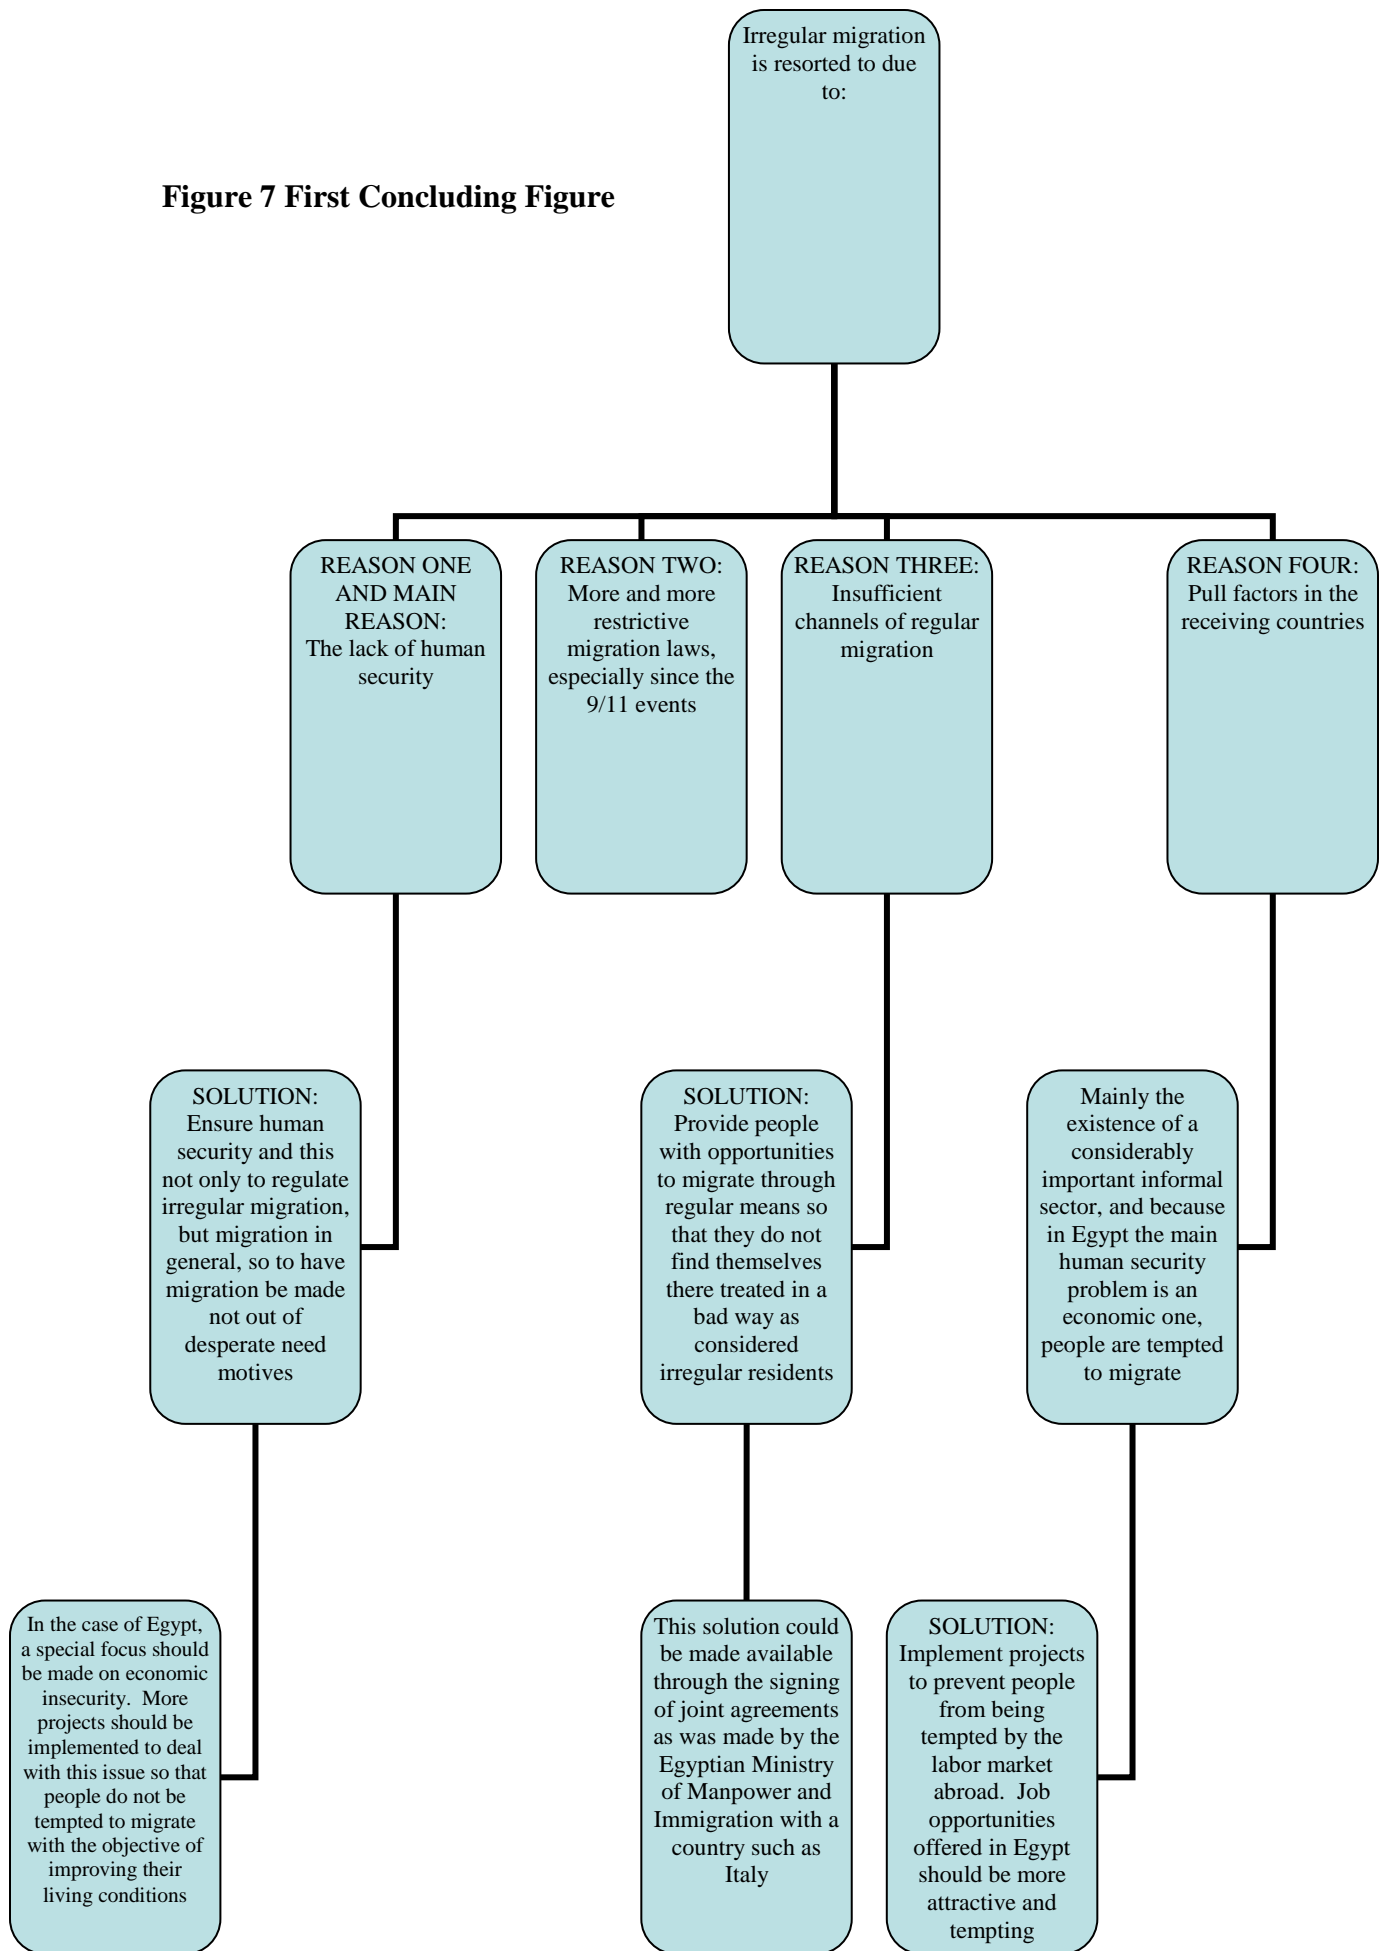 Irregular migration
is resorted to due
to:
Figure 7 First Concluding Figure
REASON ONE
AND MAIN
REASON:
The lack of human
security
REASON TWO:
More and more
restrictive
migration laws,
especially since the
9/11 events
REASON THREE:
Insufficient
channels of regular
migration
REASON FOUR:
Pull factors in the
receiving countries
SOLUTION:
Ensure human
security and this
not only to regulate
irregular migration,
but migration in
general, so to have
migration be made
not out of
desperate need
motives
SOLUTION:
Provide people
with opportunities
to migrate through
regular means so
that they do not
find themselves
there treated in a
bad way as
considered
irregular residents
Mainly the
existence of a
considerably
important informal
sector, and because
in Egypt the main
human security
problem is an
economic one,
people are tempted
to migrate
In the case of Egypt,
a special focus should
be made on economic
insecurity.  More
projects should be
implemented to deal
with this issue so that
people do not be
tempted to migrate
with the objective of
improving their
living conditions
This solution could
be made available
through the signing
of joint agreements
as was made by the
Egyptian Ministry
of Manpower and
Immigration with a
country such as
Italy
SOLUTION:
Implement projects
to prevent people
from being
tempted by the
labor market
abroad.  Job
opportunities
offered in Egypt
should be more
attractive and
tempting